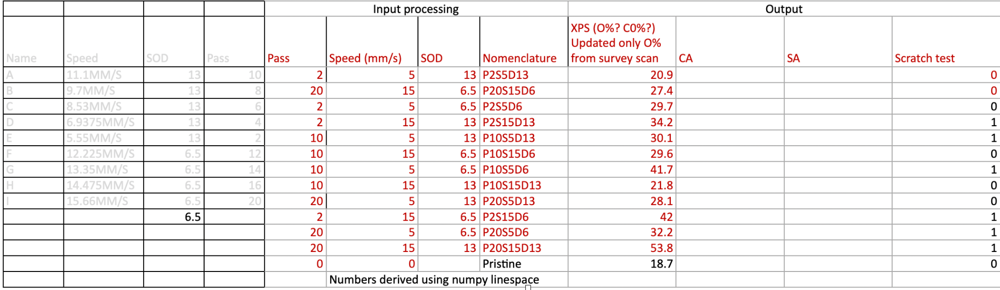 Input processing Output
XPS (O%? C0%?)
Updated only O%
Name Speed SOD Pass Pass Speed (mm/s) SOD Nomenclature from survey scan CA SA Scratch test
A 11.1MM/S 13 10 2 5 13 P2S5D13 20.9 0
B 9.7MM/S 13 8 20 15 6.5 P20S15D6 27.4 0
C 8.53MM/S 13 6 2 5 6.5 P2S5D6 29.7 0
D 6.9375MM/S 13 4 2 15 13 P2S15D13 34.2 1
E 5.55MM/S 13 2 10 5 13 P10S5D13 30.1 1
F 12.225MM/S 6.5 12 10 15 6.5 P10S15D6 29.6 0
G 13.35MM/S 6.5 14 10 5 6.5 P10S5D6 41.7 1
H 14.475MM/S 6.5 16 10 15 13 P10S15D13 21.8 0
I 15.66MM/S 6.5 20 20 5 13 P20S5D13 28.1 0
6.5 2 15 6.5 P2S15D6 42 1
20 5 6.5 P20S5D6 32.2 1
20 15 13 P20S15D13 53.8 1
0 0 Pristine 18.7 0
Numbers derived using numpy linespace